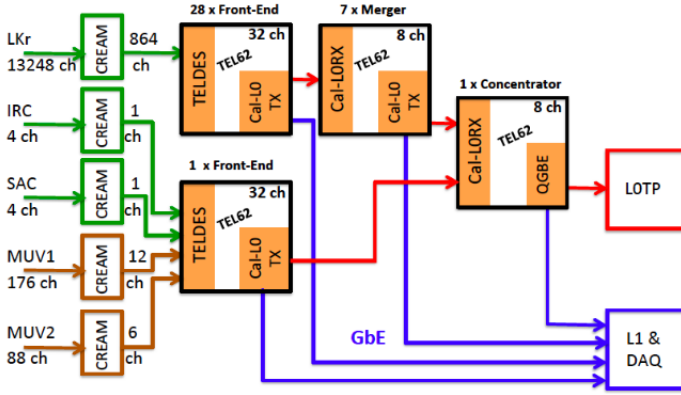 28 x Front-End
7 x Merger
LKr
13248 ch
CREAM
864
ch
32 ch
TELDES
TEL62
Cal-L0
TX
8 ch
Cal-L0RX
TEL62
Cal-L0
TX
1 x Concentrator
8 ch
Cal-L0RX
TEL62
QGBE
L0TP
IRC
4 ch
CREAM
1
ch
SAC
4 ch
CREAM
1
ch
1 x Front-End
32 ch
TELDES
TEL62
Cal-L0
TX
MUV1
176 ch
CREAM
12
ch
MUV2
88 ch
CREAM
6
ch
GbE
L1 &
DAQ